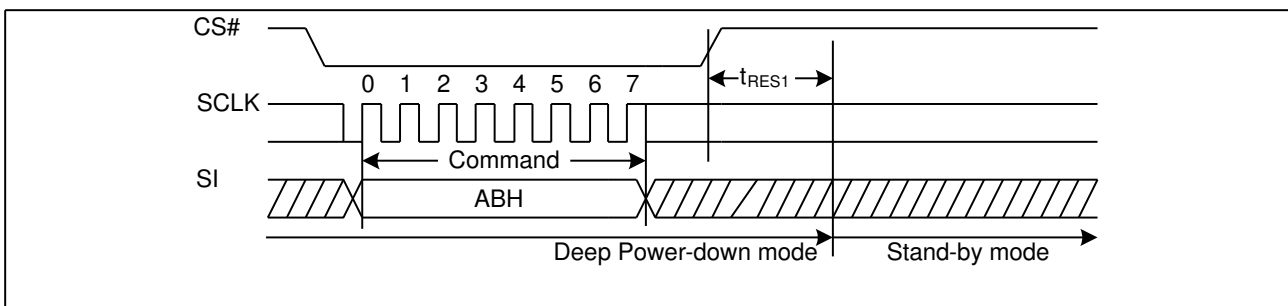 CS#
tRES1
0 1 2 3 4 5 6 7
SCLK
Command
SI
ABH
Deep Power-down mode Stand-by mode